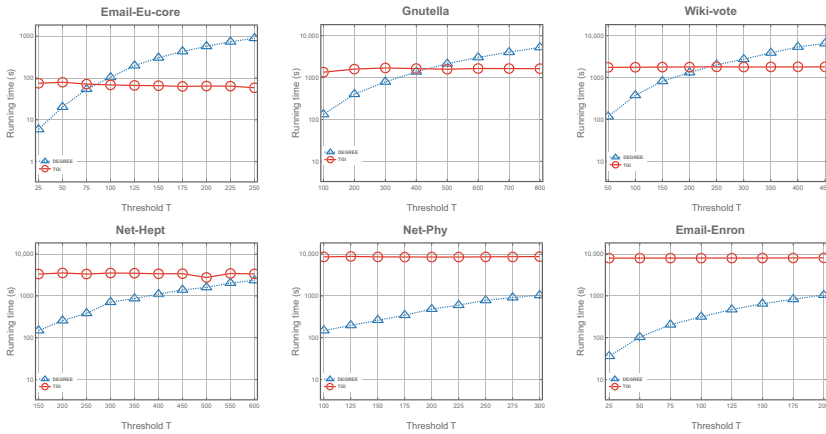 Email-Eu-core
Running time (s)
1000
100
10
1
DEGREE
TGI
25 50 75 100 125 150 175 200 225 250
Threshold T
Gnutella
Running time (s)
10,000
1000
100
10
DEGREE
TGI
100 200 300 400 500 600 700 800
Threshold T
Wiki-vote
Running time (s)
10,000
1000
100
10
DEGREE
TGI
50 100 150 200 250 300 350 400 45
Threshold T
Net-Hept
Running time (s)
10,000
1000
100
10
DEGREE
TGI
150 200 250 300 350 400 450 500 550 600
Threshold T
Net-Phy
Running time (s)
10,000
1000
100
10
DEGREE
TGI
100 125 150 175 200 225 250 275 300
Threshold T
Email-Enron
Running time (s)
10,000
1000
100
10
DEGREE
TGI
25 50 75 100 125 150 175 200
Threshold T